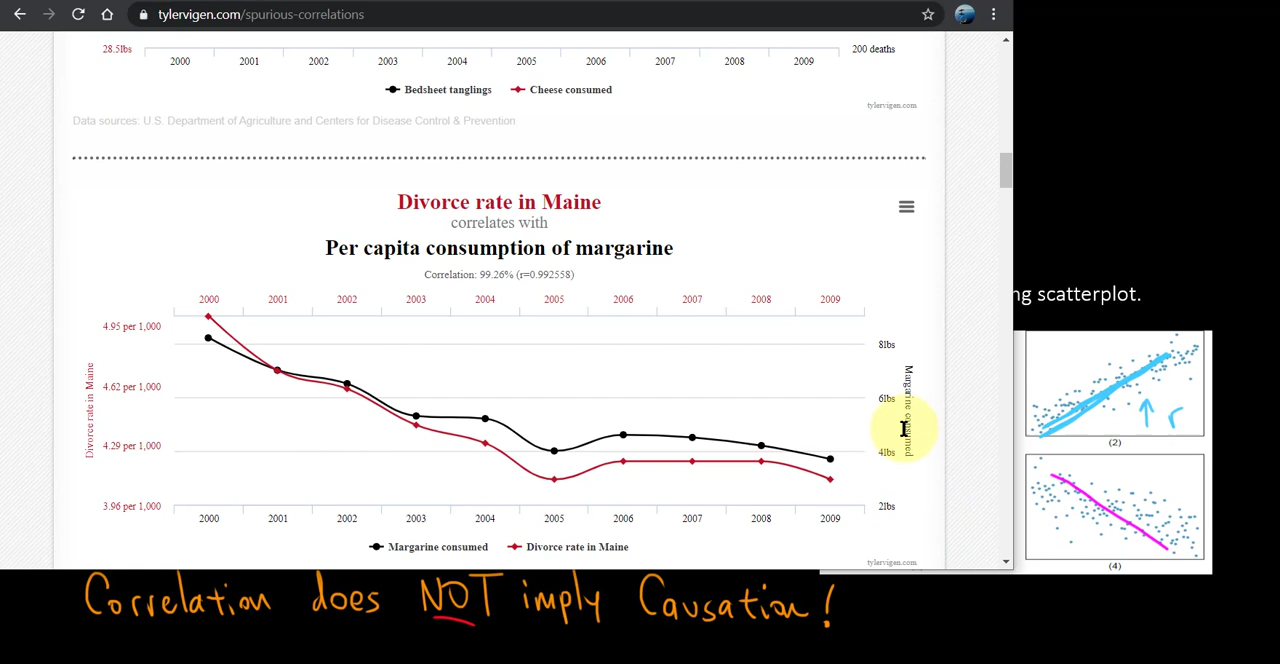 tylervigen.com/spurious-correlations
28.5lbs
200 deaths
2000 2001 2002 2003 2004 2005 2006 2007 2008 2009
Bedsheet tanglings Cheese consumed
tylervigen.com
Data sources: U.S. Department of Agriculture and Centers for Disease Control & Prevention
Divorce rate in Maine
correlates with
Per capita consumption of margarine
Correlation: 99.26% (r=0.992558)
2000 2001 2002 2003 2004 2005 2006 2007 2008 2009
4.95 per 1,000
4.62 per 1,000
4.29 per 1,000
3.96 per 1,000
Divorce rate in Maine
8lbs
6lbs
4lbs
2lbs
Margarine consumed
2000 2001 2002 2003 2004 2005 2006 2007 2008 2009
Margarine consumed Divorce rate in Maine
tylervigen.com
ng scatterplot.
r
(2)
(4)
Correlation does NOT imply Causation!